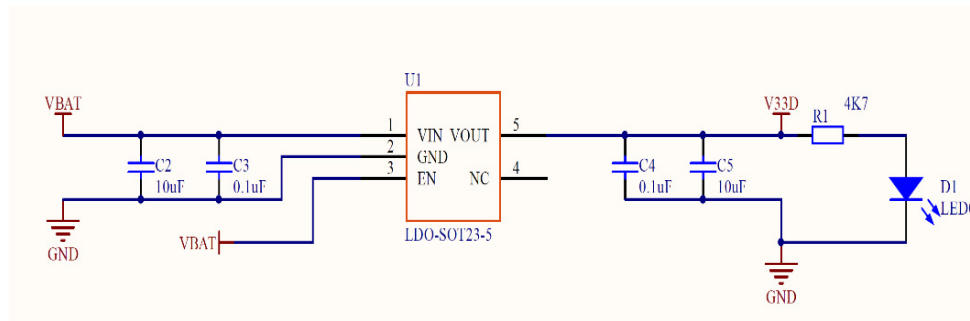 U1
VBAT
V33D
4K7
R1
1
VIN VOUT
5
2
GND
3
EN
NC
4
C2
10uF
C3
0.1uF
C4
0.1uF
C5
10uF
D1
LED0
VBAT
LDO-SOT23-5
GND
GND